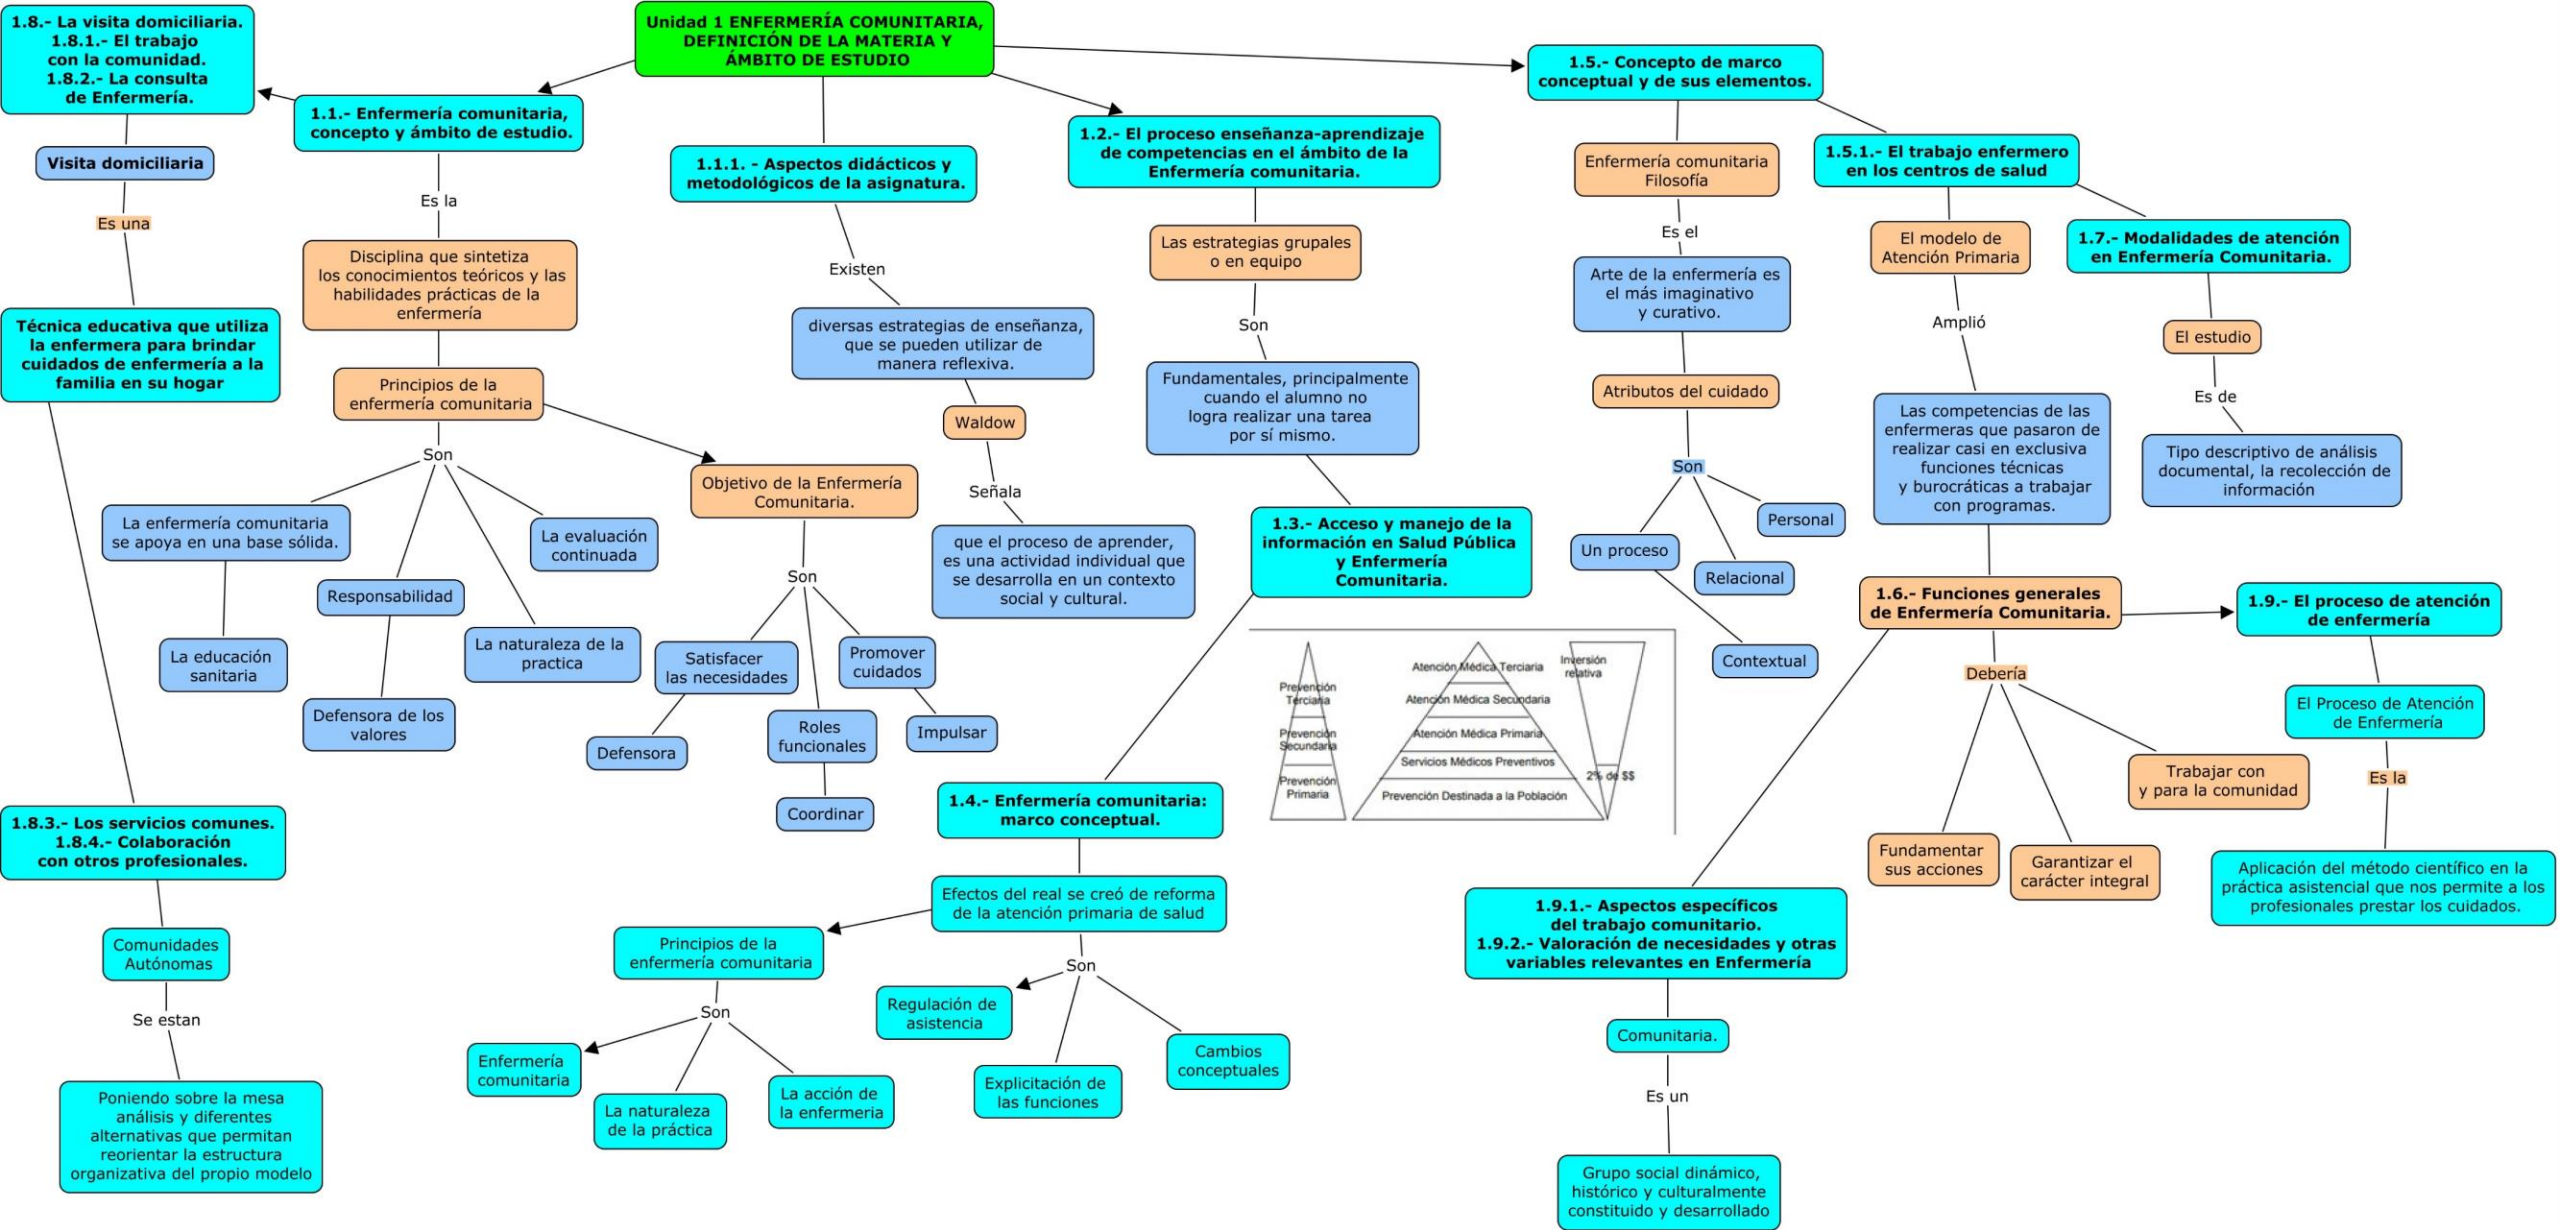 Unidad 1 ENFERMERÍA COMUNITARIA,
DEFINICIÓN DE LA MATERIA Y
ÁMBITO DE ESTUDIO
1.8.- La visita domiciliaria.
1.8.1.- El trabajo
con la comunidad.
1.8.2.- La consulta
de Enfermería.
Visita domiciliaria
Es una
Técnica educativa que utiliza
la enfermera para brindar
cuidados de enfermería a la
familia en su hogar
1.8.3.- Los servicios comunes.
1.8.4.- Colaboración
con otros profesionales.
Comunidades
Autónomas
Se estan
Poniendo sobre la mesa
análisis y diferentes
alternativas que permitan
reorientar la estructura
organizativa del propio modelo
1.1.- Enfermería comunitaria,
concepto y ámbito de estudio.
Es la
Disciplina que sintetiza
los conocimientos teóricos y las
habilidades prácticas de la
enfermería
Principios de la
enfermería comunitaria
Son
La enfermería comunitaria
se apoya en una base sólida.
La educación
sanitaria
Responsabilidad
Defensora de los
valores
La naturaleza de la
practica
La evaluación
continuada
Objetivo de la Enfermería
Comunitaria.
Son
Satisfacer
las necesidades
Defensora
Roles
funcionales
Coordinar
Promover
cuidados
Impulsar
1.1.1. - Aspectos didácticos y
metodológicos de la asignatura.
Existen
diversas estrategias de enseñanza,
que se pueden utilizar de
manera reflexiva.
Waldow
Señala
que el proceso de aprender,
es una actividad individual que
se desarrolla en un contexto
social y cultural.
1.2.- El proceso enseñanza-aprendizaje
de competencias en el ámbito de la
Enfermería comunitaria.
Las estrategias grupales
o en equipo
Son
Fundamentales, principalmente
cuando el alumno no
logra realizar una tarea
por sí mismo.
1.3.- Acceso y manejo de la
información en Salud Pública
y Enfermería
Comunitaria.
Prevención
Terciaria
Prevención
Secundaria
Prevención
Primaria
Atención Médica Terciaria
Atención Médica Secundaria
Atención Médica Primaria
Servicios Médicos Preventivos
Prevención Destinada a la Población
Inversión
relativa
2% de $$
1.4.- Enfermería comunitaria:
marco conceptual.
Efectos del real se creó de reforma
de la atención primaria de salud
Principios de la
enfermería comunitaria
Son
Enfermería
comunitaria
La naturaleza
de la práctica
La acción de
la enfermeria
Son
Regulación de
asistencia
Explicitación de
las funciones
Cambios
conceptuales
1.5.- Concepto de marco
conceptual y de sus elementos.
Enfermería comunitaria
Filosofía
Es el
Arte de la enfermería es
el más imaginativo
y curativo.
Atributos del cuidado
Son
Un proceso
Contextual
Relacional
Personal
1.5.1.- El trabajo enfermero
en los centros de salud
El modelo de
Atención Primaria
Amplió
Las competencias de las
enfermeras que pasaron de
realizar casi en exclusiva
funciones técnicas
y burocráticas a trabajar
con programas.
1.7.- Modalidades de atención
en Enfermería Comunitaria.
El estudio
Es de
Tipo descriptivo de análisis
documental, la recolección de
información
1.6.- Funciones generales
de Enfermería Comunitaria.
Debería
Fundamentar
sus acciones
Garantizar el
carácter integral
Trabajar con
y para la comunidad
1.9.- El proceso de atención
de enfermería
El Proceso de Atención
de Enfermería
Es la
Aplicación del método científico en la
práctica asistencial que nos permite a los
profesionales prestar los cuidados.
1.9.1.- Aspectos específicos
del trabajo comunitario.
1.9.2.- Valoración de necesidades y otras
variables relevantes en Enfermería
Comunitaria.
Es un
Grupo social dinámico,
histórico y culturalmente
constituido y desarrollado